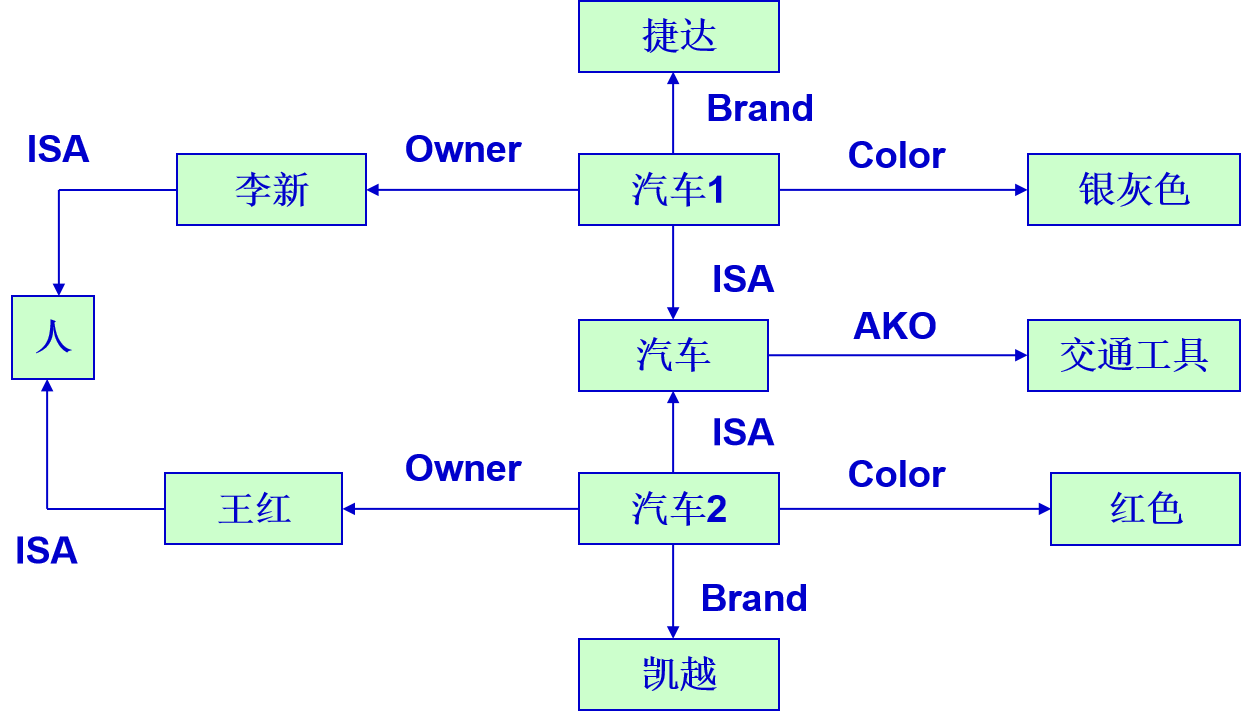 捷达
Brand
ISA
Owner
Color
李新
汽车1
银灰色
ISA
人
汽车
AKO
交通工具
ISA
Owner
Color
王红
汽车2
红色
ISA
Brand
凯越